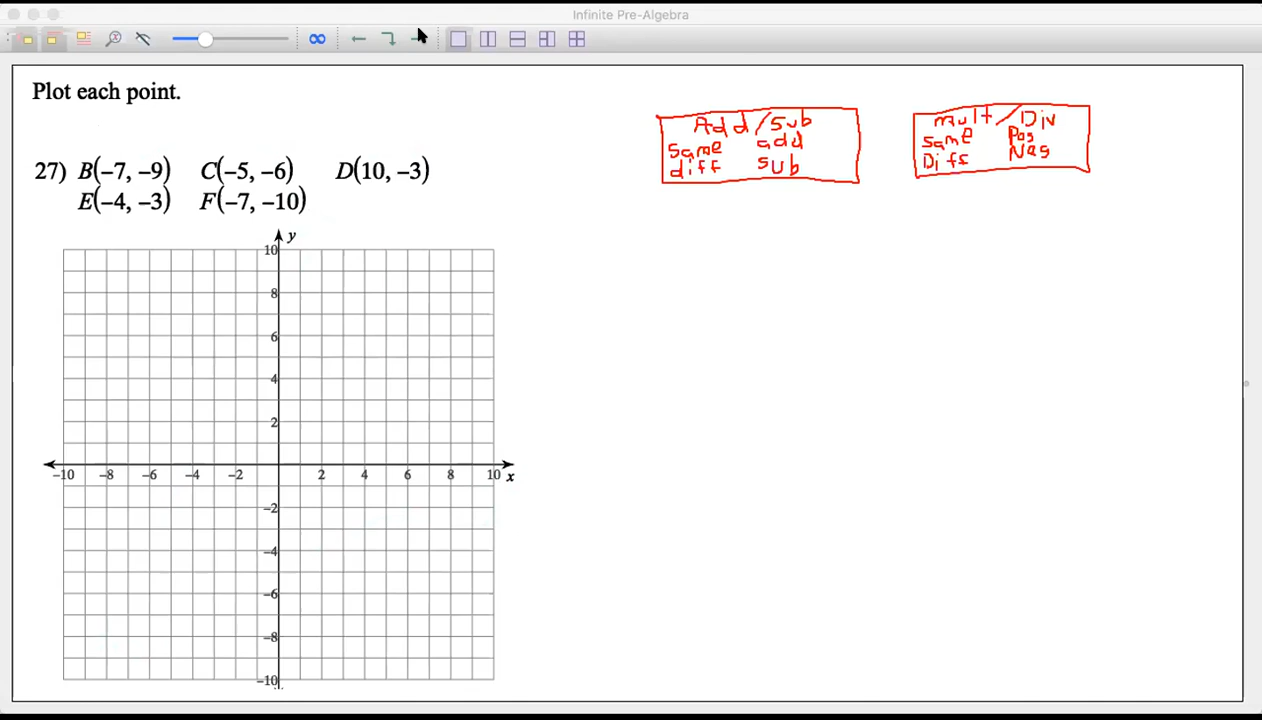 Infinite Pre-Algebra
Plot each point.
Add/Sub
same add
diff sub
mult/Div
same Pos
Diff Neg
27) B(−7, −9) C(−5, −6) D(10, −3)
E(−4, −3) F(−7, −10)
y
10
8
6
4
2
−10 −8 −6 −4 −2 2 4 6 8 10 x
−2
−4
−6
−8
−10